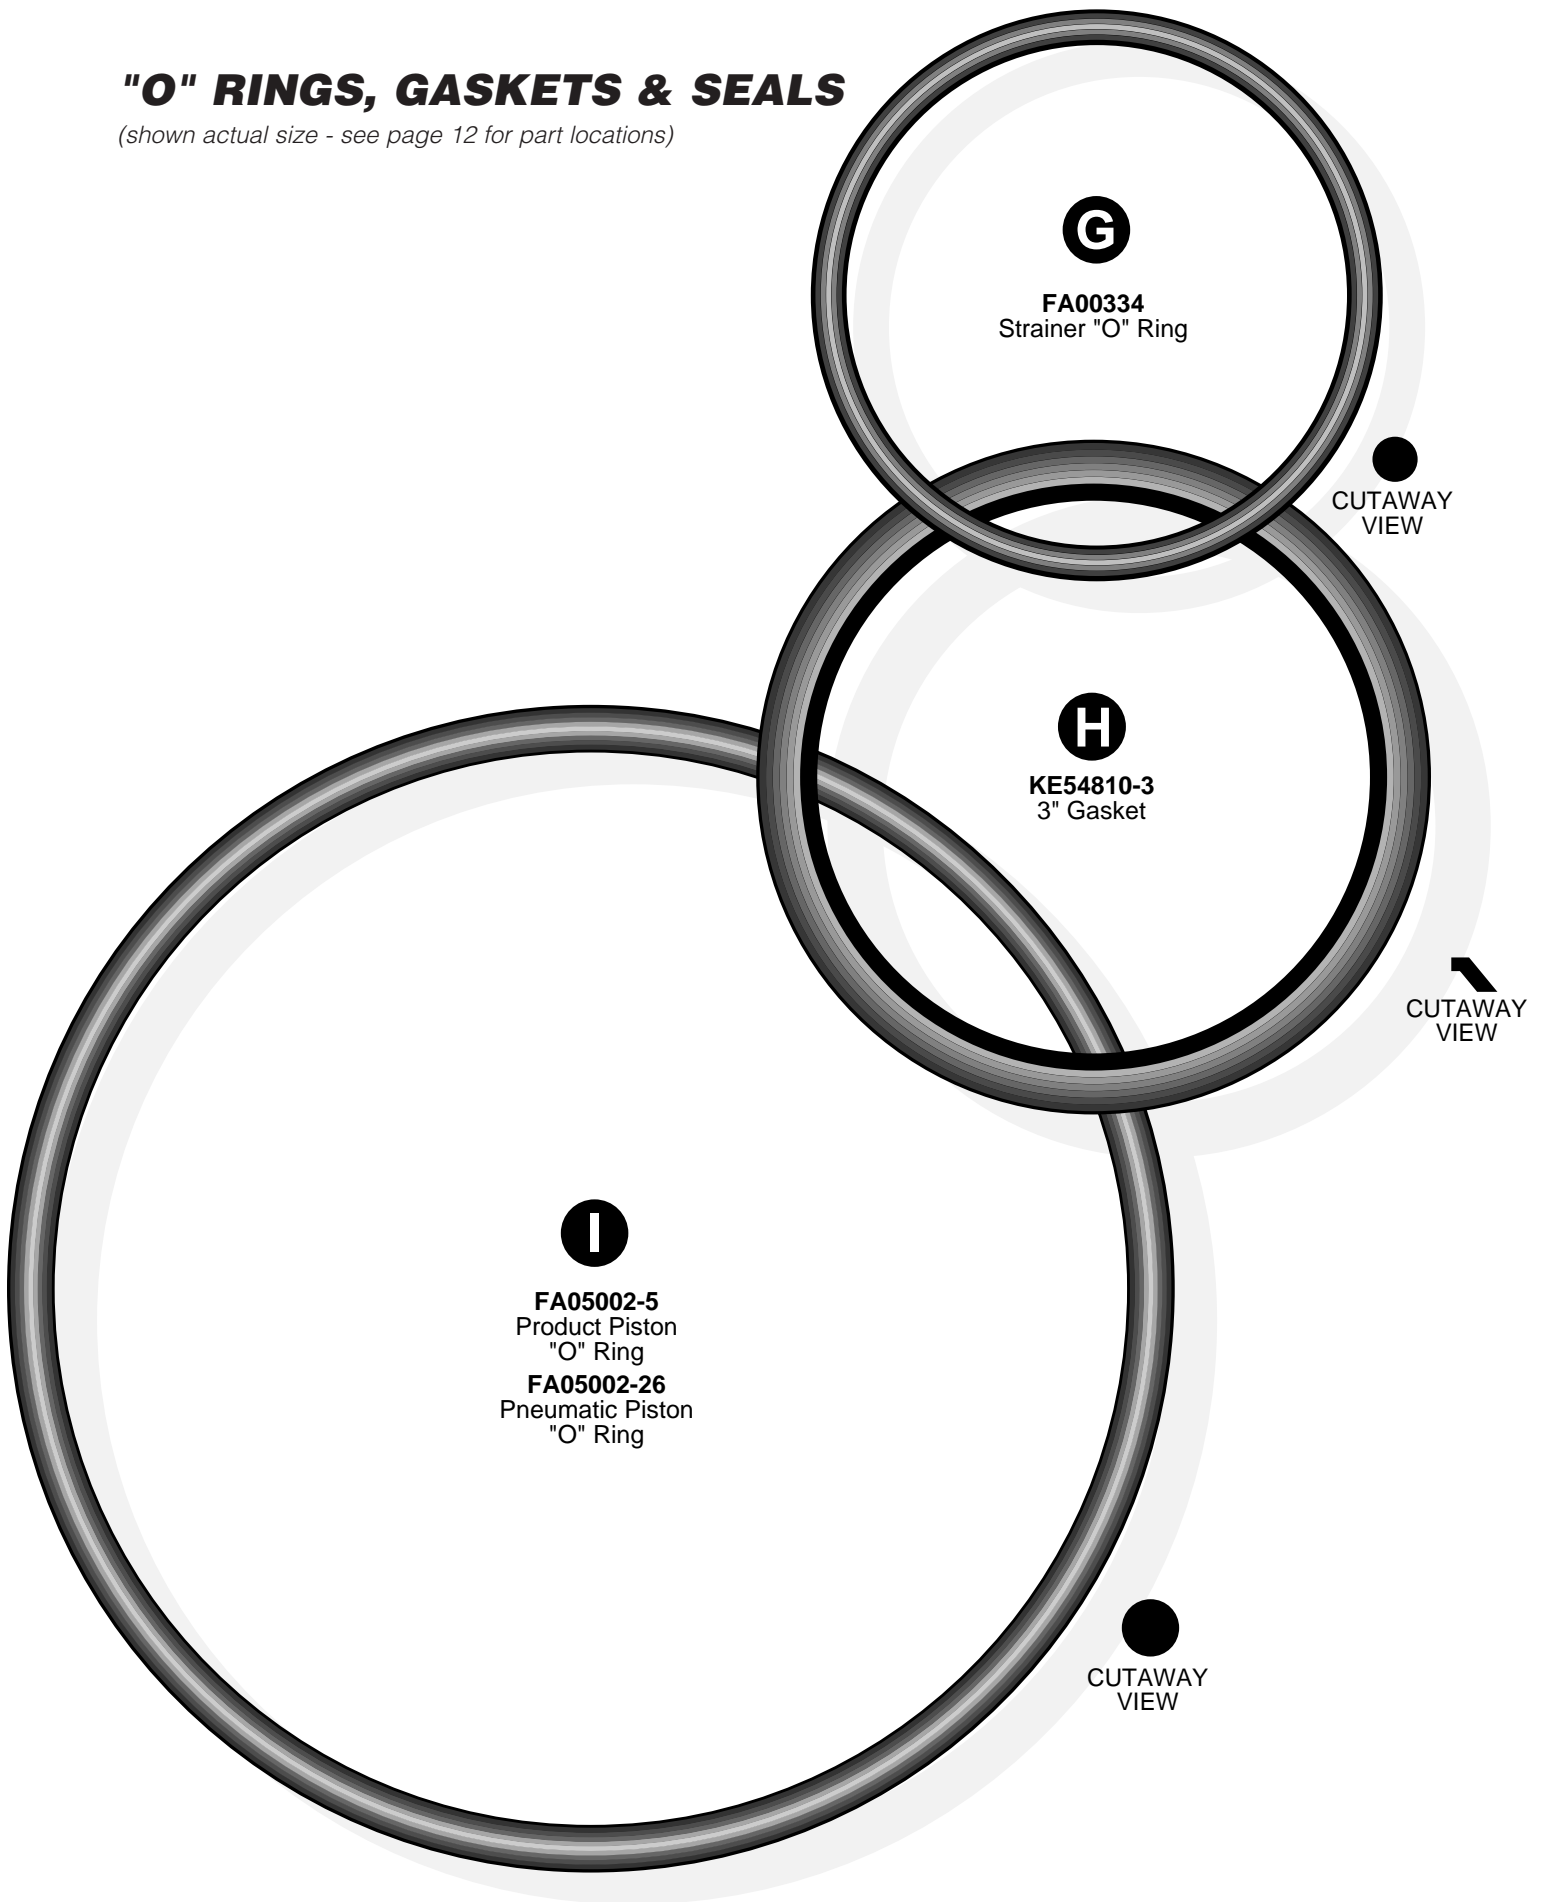 "O" RINGS, GASKETS & SEALS
(shown actual size - see page 12 for part locations)
G
FA00334
Strainer "O" Ring
CUTAWAY
VIEW
H
KE54810-3
3" Gasket
CUTAWAY
VIEW
I
FA05002-5
Product Piston
"O" Ring
FA05002-26
Pneumatic Piston
"O" Ring
CUTAWAY
VIEW